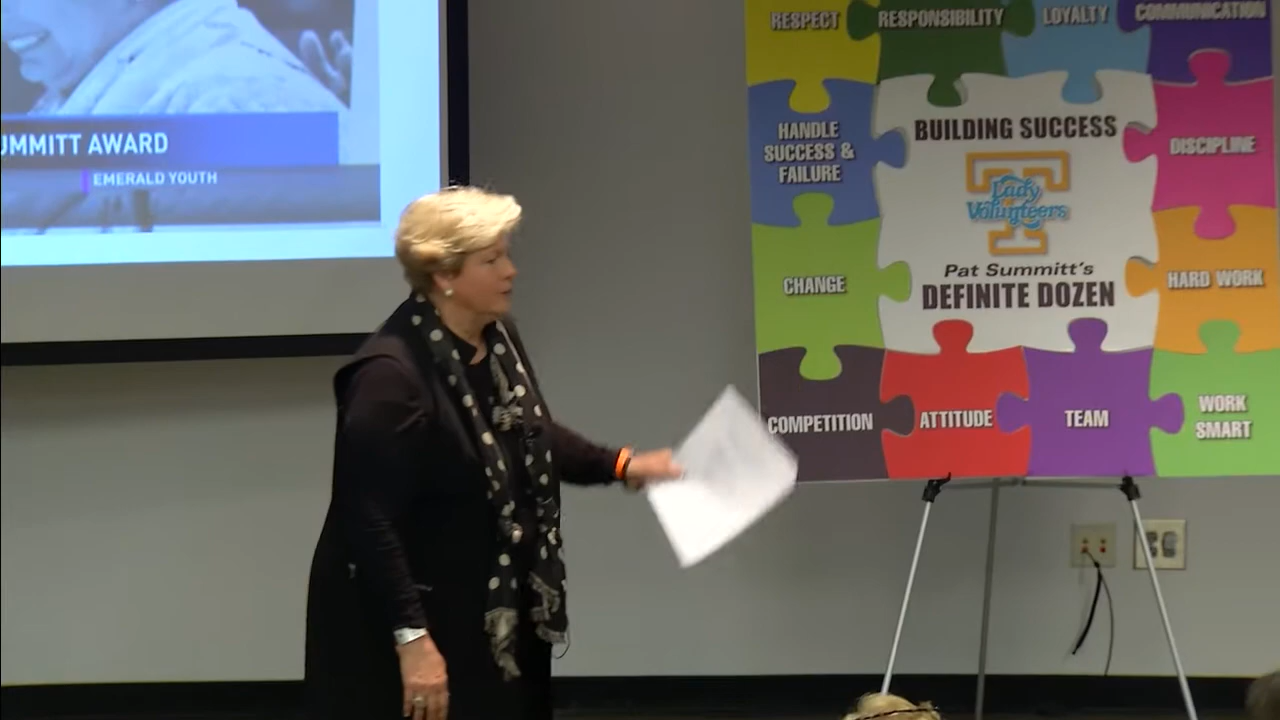 UMMITT AWARD
EMERALD YOUTH
RESPECT
RESPONSIBILITY
LOYALTY
COMMUNICATION
HANDLE
SUCCESS &
FAILURE
BUILDING SUCCESS
DISCIPLINE
Lady
Volunteers
T
CHANGE
Pat Summitt's
DEFINITE DOZEN
HARD WORK
COMPETITION
ATTITUDE
TEAM
WORK
SMART